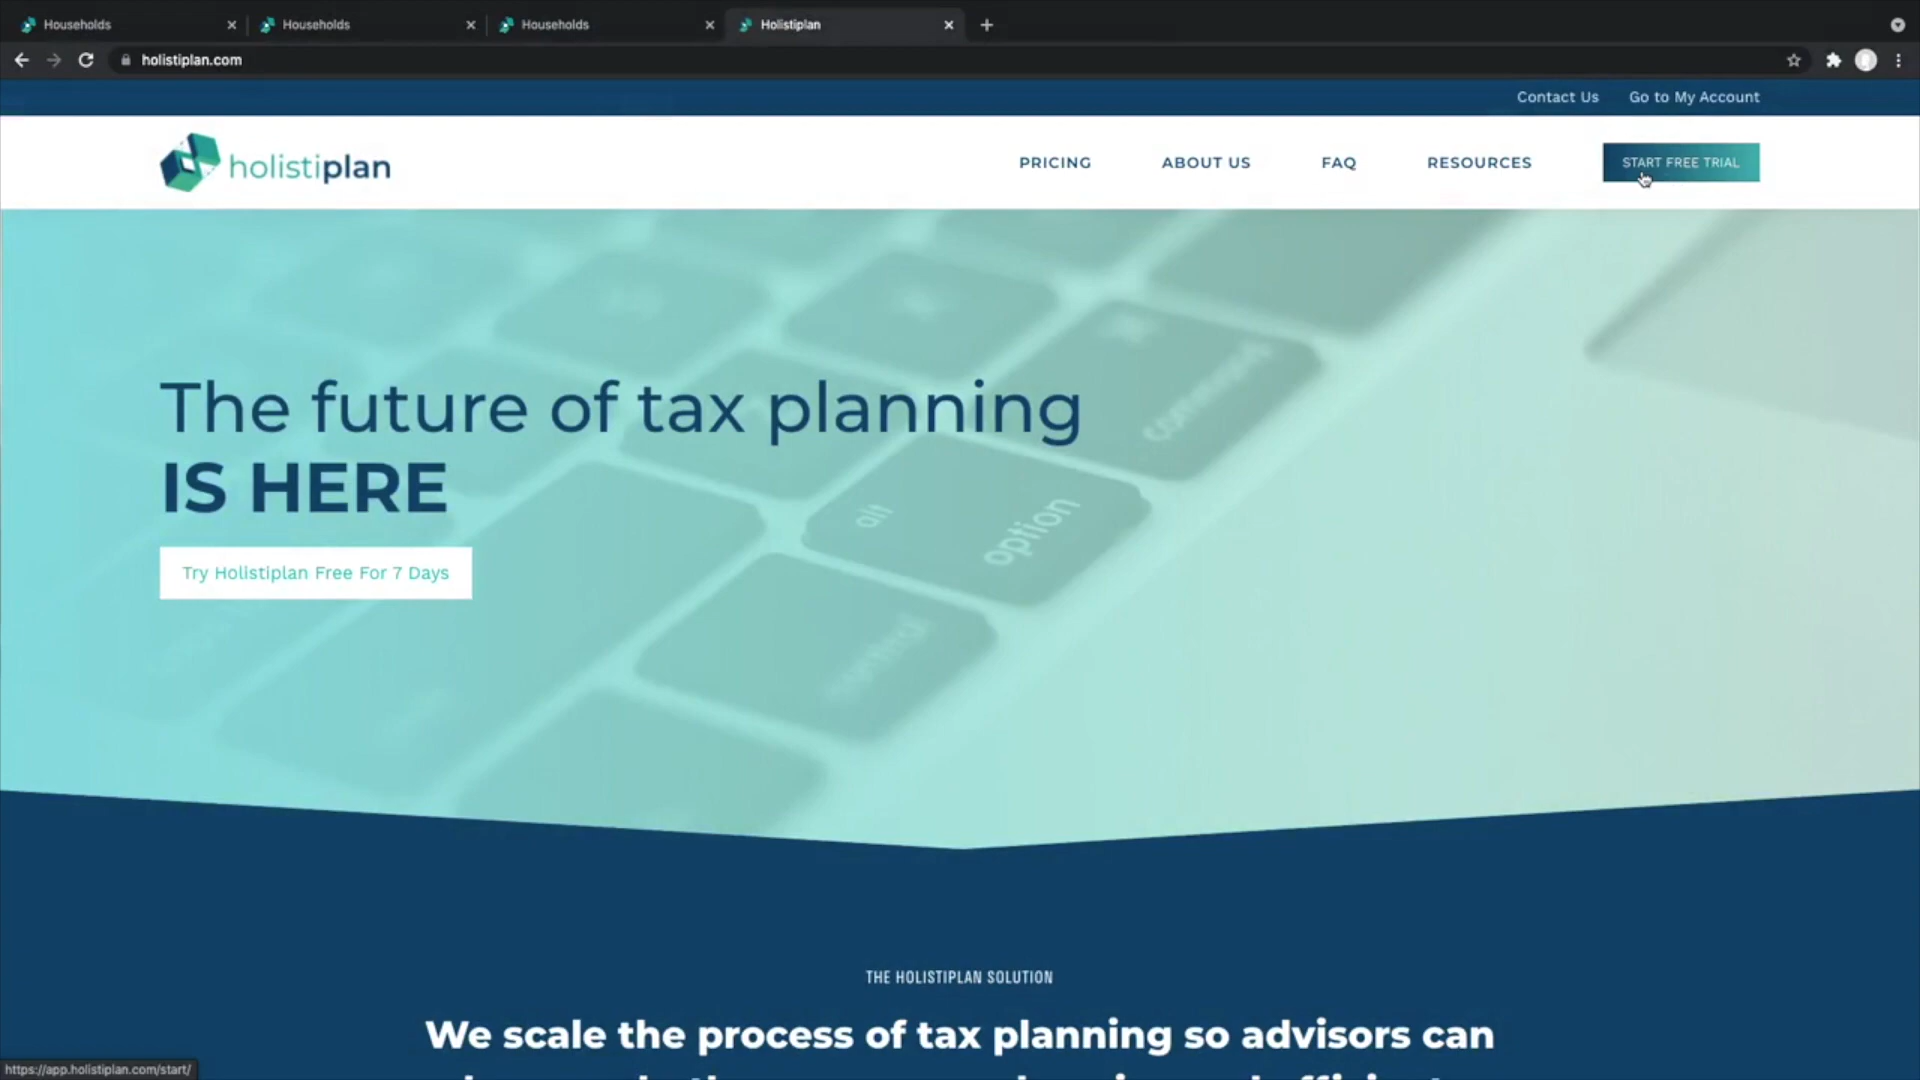 Households
Households
Households
Holistiplan
holistiplan.com
Contact Us
Go to My Account
holistiplan
PRICING
ABOUT US
FAQ
RESOURCES
START FREE TRIAL
The future of tax planning
IS HERE
Try Holistiplan Free For 7 Days
command
alt
option
control
THE HOLISTIPLAN SOLUTION
We scale the process of tax planning so advisors can
https://app.holistiplan.com/start/